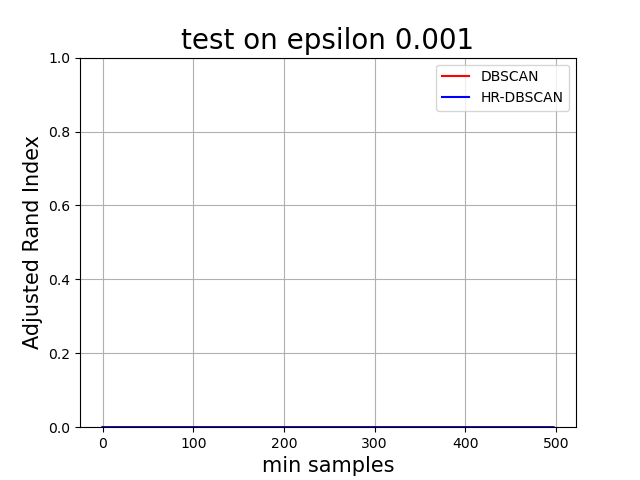 test on epsilon 0.001
DBSCAN
HR-DBSCAN
Adjusted Rand Index
1.0
0.8
0.6
0.4
0.2
0.0
0 100 200 300 400 500
min samples